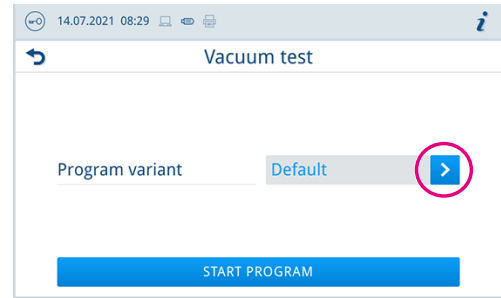 14.07.2021 08:29 i
Vacuum test
Program variant Default
START PROGRAM